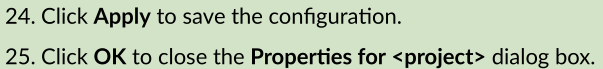 24. Click Apply to save the configuration.
25. Click OK to close the Properties for <project> dialog box.